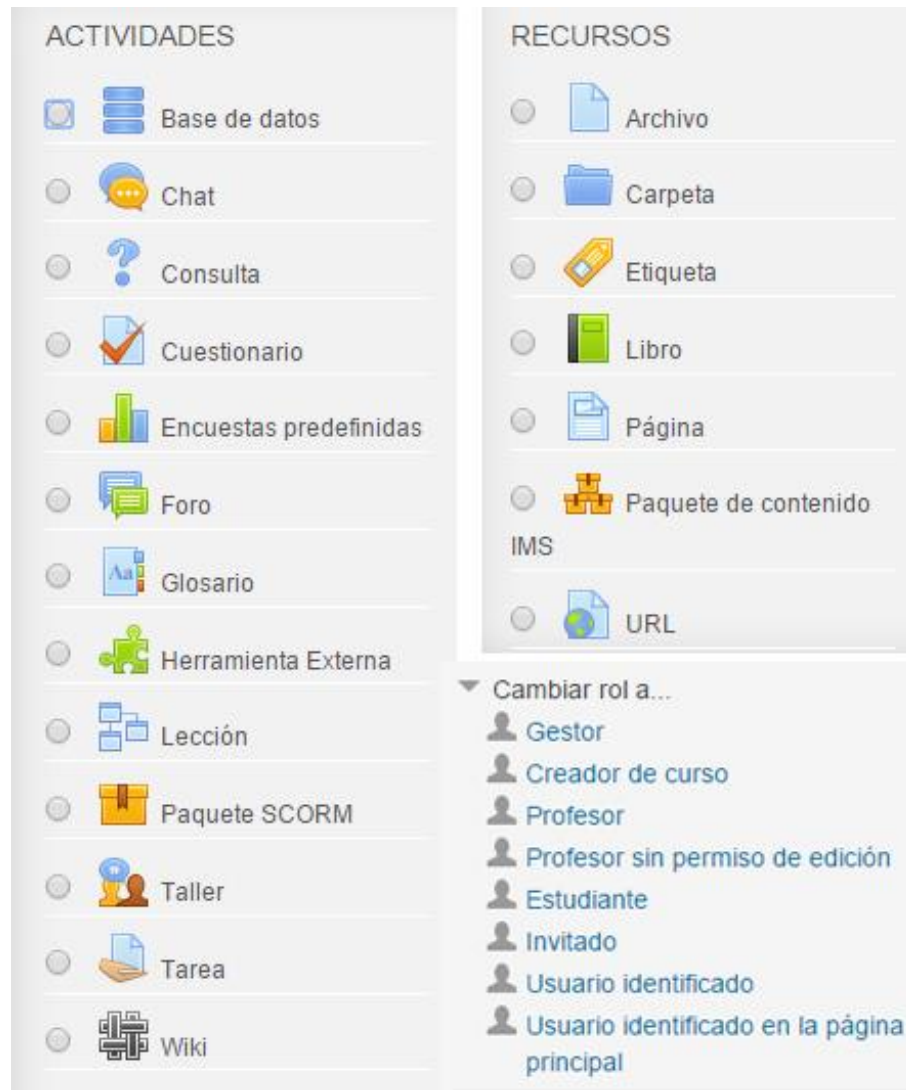 ACTIVIDADES
Base de datos
Chat
Consulta
Cuestionario
Encuestas predefinidas
Foro
Aa
Glosario
Herramienta Externa
Lección
Paquete SCORM
Taller
Tarea
Wiki
RECURSOS
Archivo
Carpeta
Etiqueta
Libro
Página
Paquete de contenido
IMS
URL
Cambiar rol a...
Gestor
Creador de curso
Profesor
Profesor sin permiso de edición
Estudiante
Invitado
Usuario identificado
Usuario identificado en la página
principal